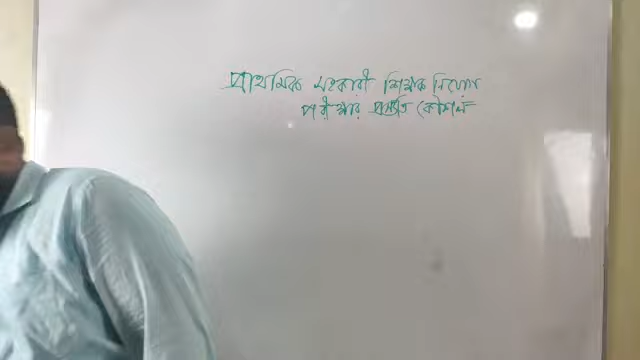 প্রাথমিক সহকারী শিক্ষক নিয়োগ
পরীক্ষার প্রস্তুতি কৌশল